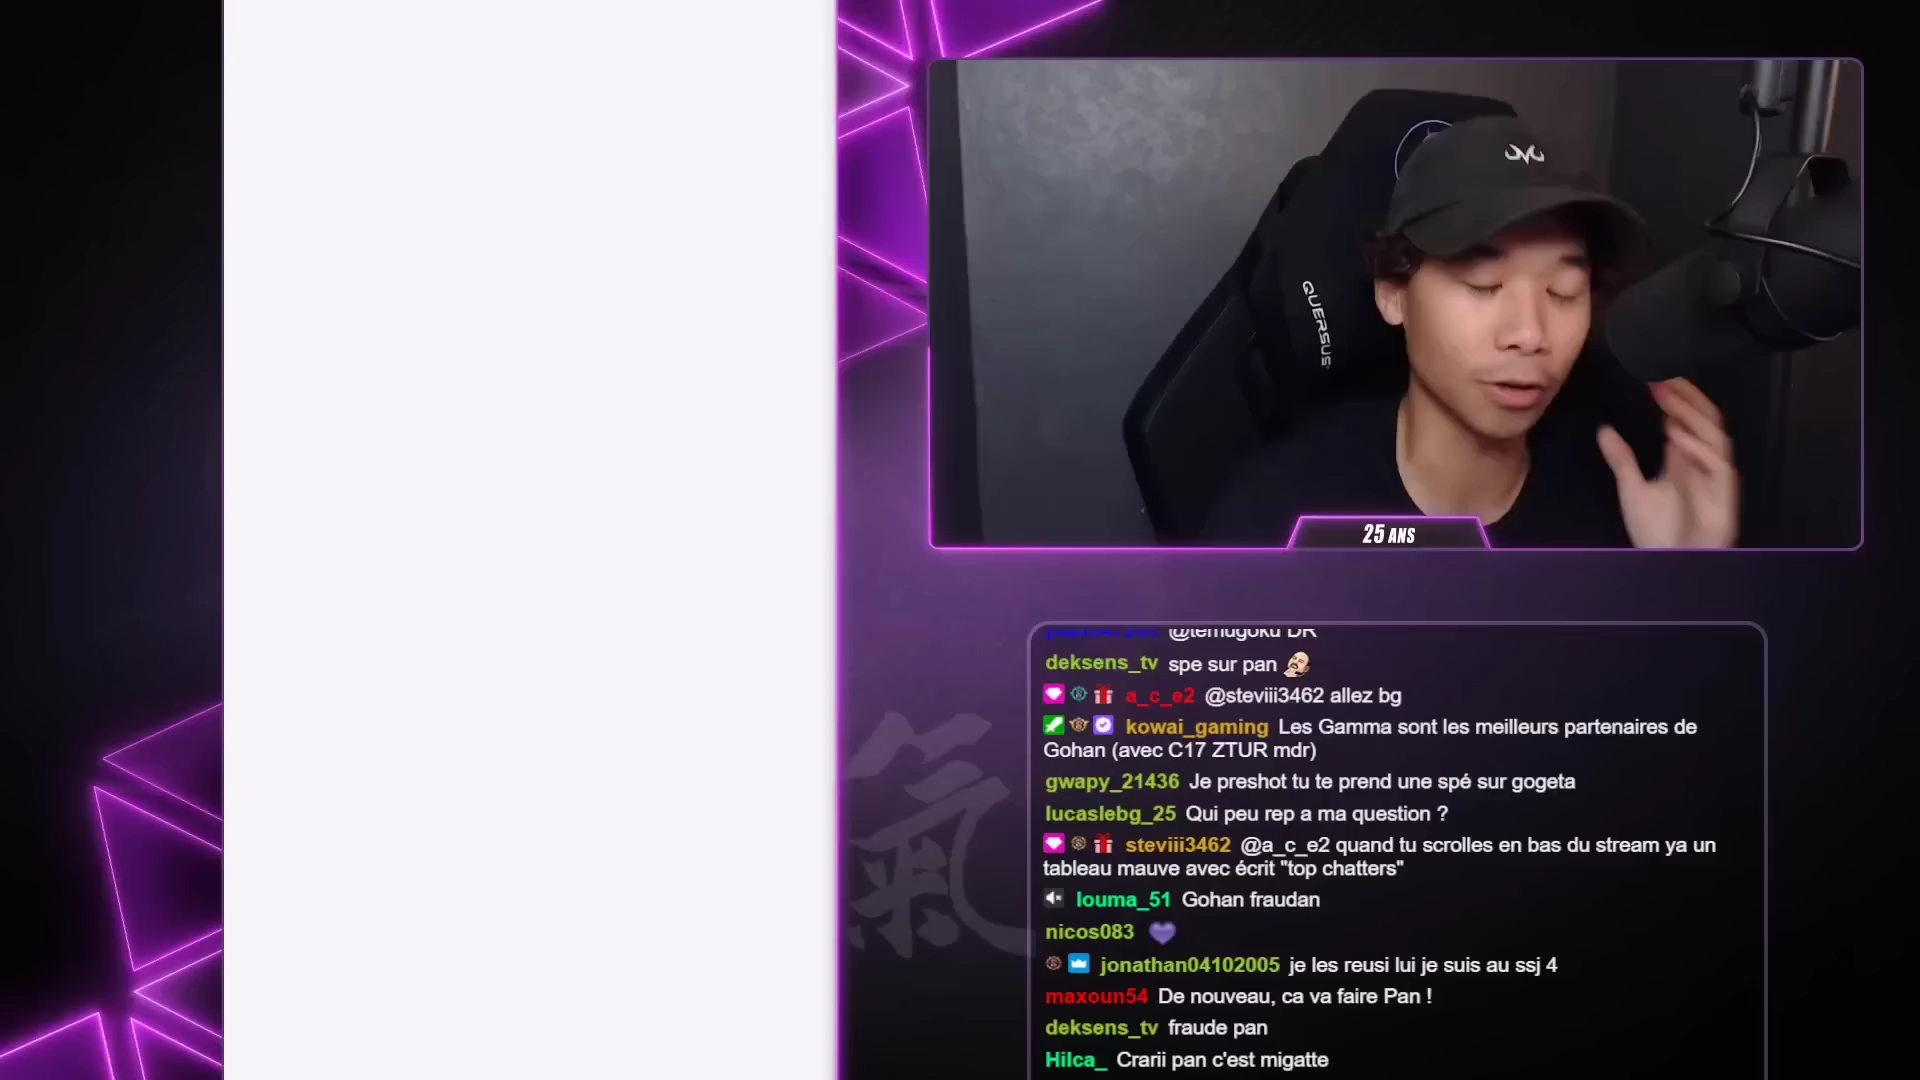 QUERSUS
25 ANS
氣
@temugoku DR
deksens_tv spe sur pan
a_c_e2 @steviii3462 allez bg
kowai_gaming Les Gamma sont les meilleurs partenaires de
Gohan (avec C17 ZTUR mdr)
gwapy_21436 Je preshot tu te prend une spé sur gogeta
lucaslebg_25 Qui peu rep a ma question ?
steviii3462 @a_c_e2 quand tu scrolles en bas du stream ya un
tableau mauve avec écrit "top chatters"
louma_51 Gohan fraudan
nicos083
jonathan04102005 je les reusi lui je suis au ssj 4
maxoun54 De nouveau, ca va faire Pan !
deksens_tv fraude pan
Hilca_ Crarii pan c'est migatte